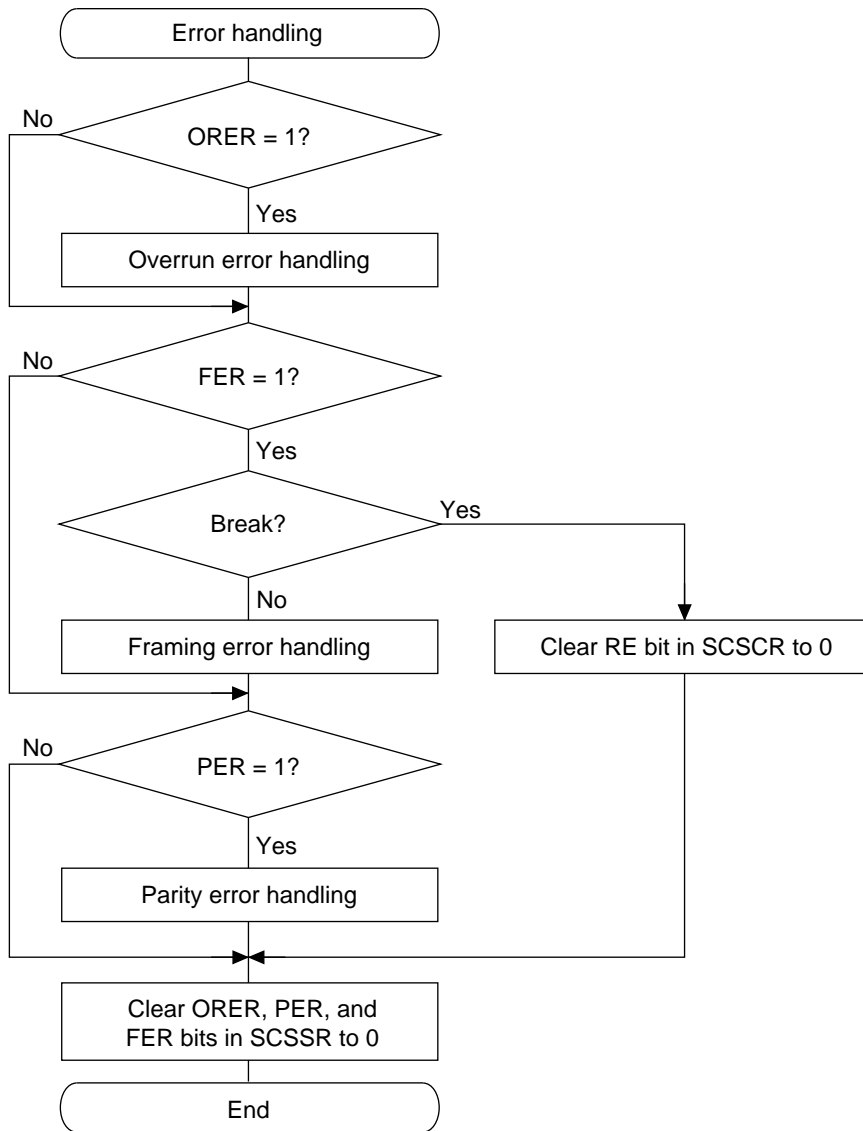 Error handling
No
ORER = 1?
Yes
Overrun error handling
No
FER = 1?
Yes
Break?
Yes
No
Framing error handling
Clear RE bit in SCSCR to 0
No
PER = 1?
Yes
Parity error handling
Clear ORER, PER, and
FER bits in SCSSR to 0
End